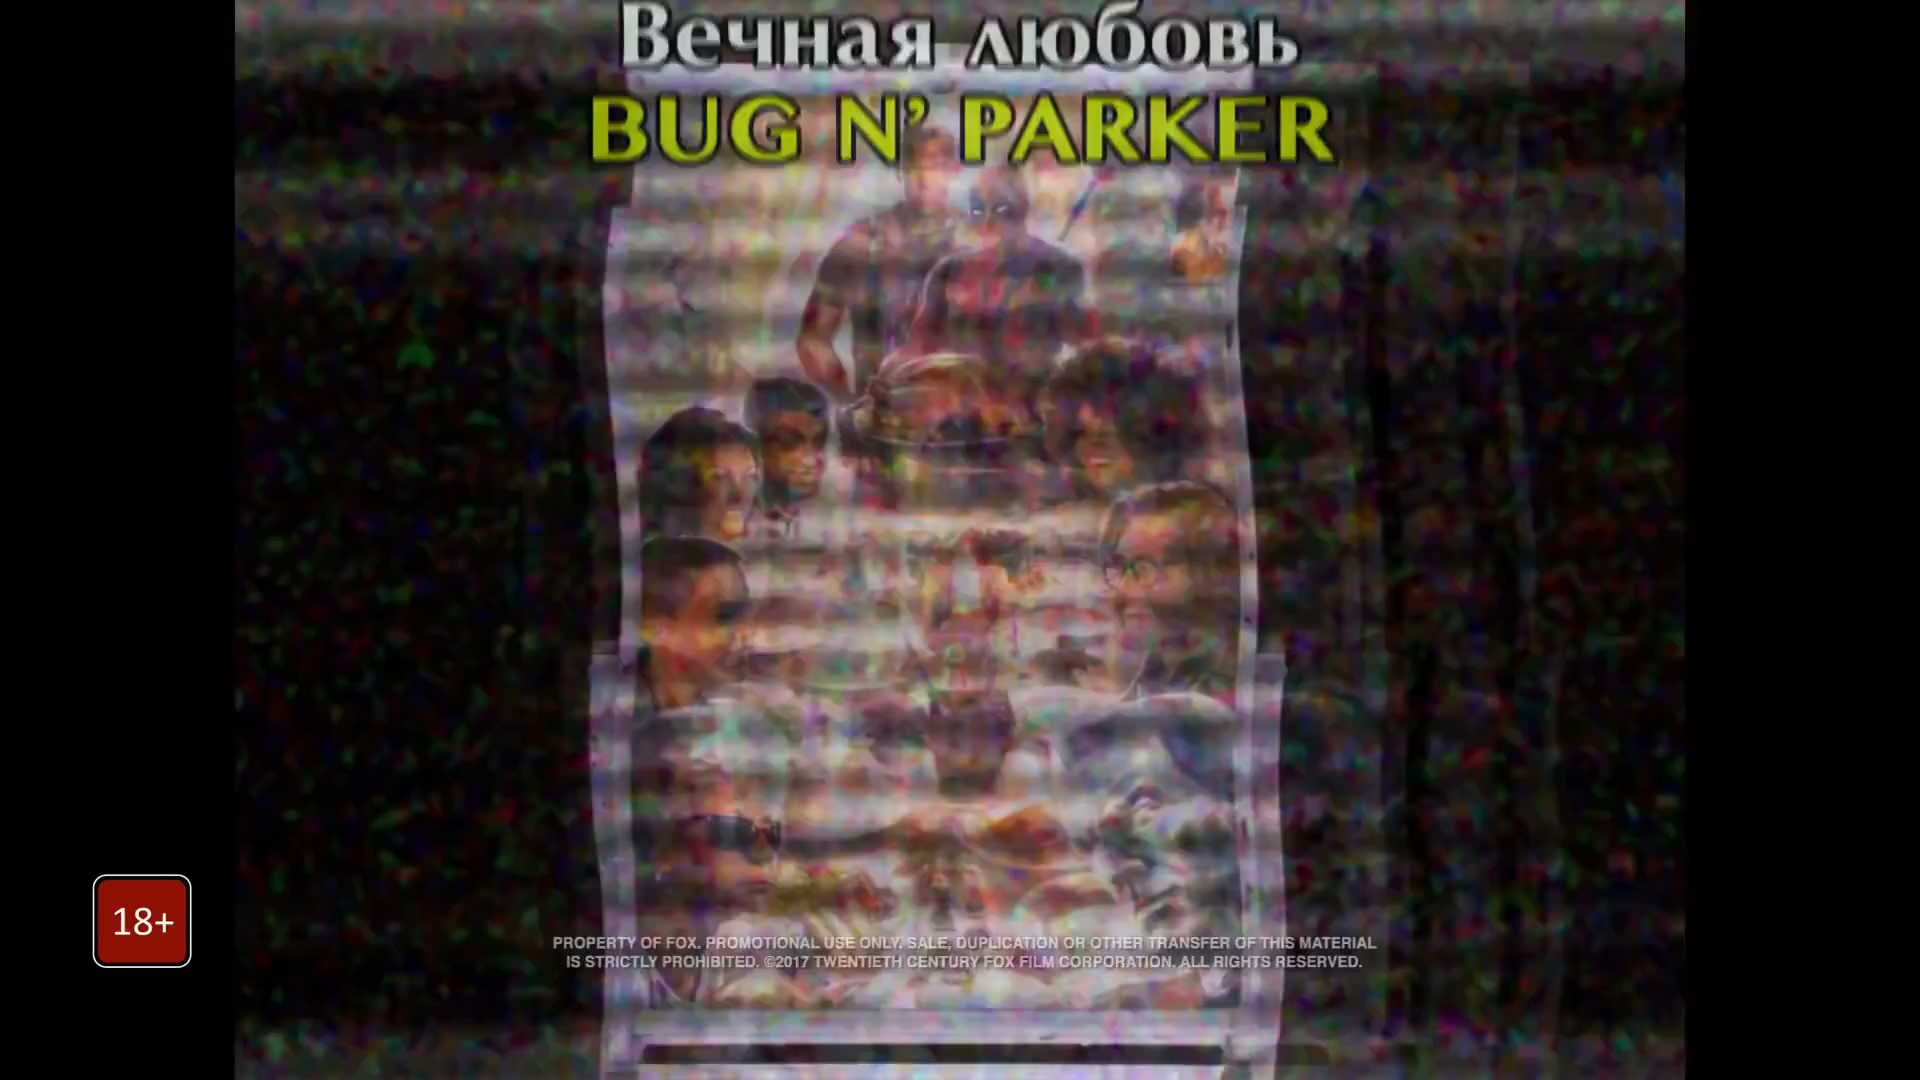 Вечная любовь
BUG N’ PARKER
18+
PROPERTY OF FOX. PROMOTIONAL USE ONLY. SALE, DUPLICATION OR OTHER TRANSFER OF THIS MATERIAL
IS STRICTLY PROHIBITED. ©2017 TWENTIETH CENTURY FOX FILM CORPORATION. ALL RIGHTS RESERVED.